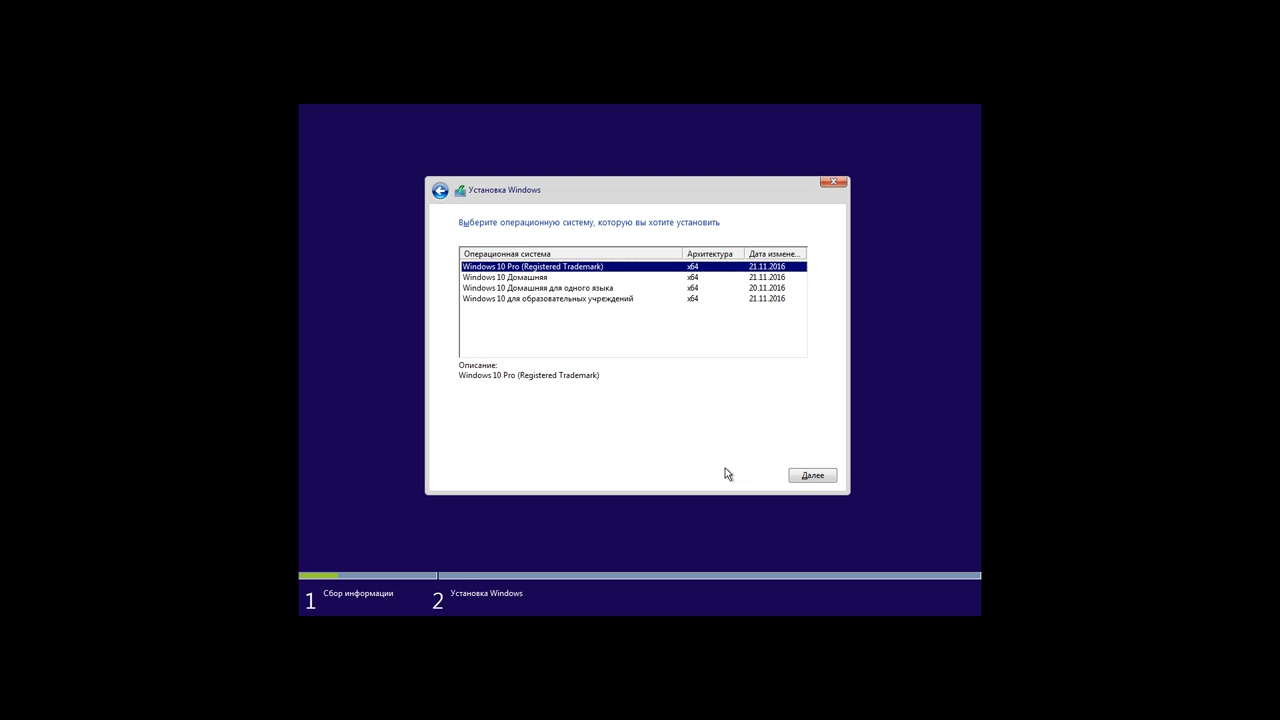 Установка Windows
Выберите операционную систему, которую вы хотите установить
Операционная система Архитектура Дата измене...
Windows 10 Pro (Registered Trademark) x64 21.11.2016
Windows 10 Домашняя x64 21.11.2016
Windows 10 Домашняя для одного языка x64 20.11.2016
Windows 10 для образовательных учреждений x64 21.11.2016
Описание:
Windows 10 Pro (Registered Trademark)
Далее
1 Сбор информации 2 Установка Windows